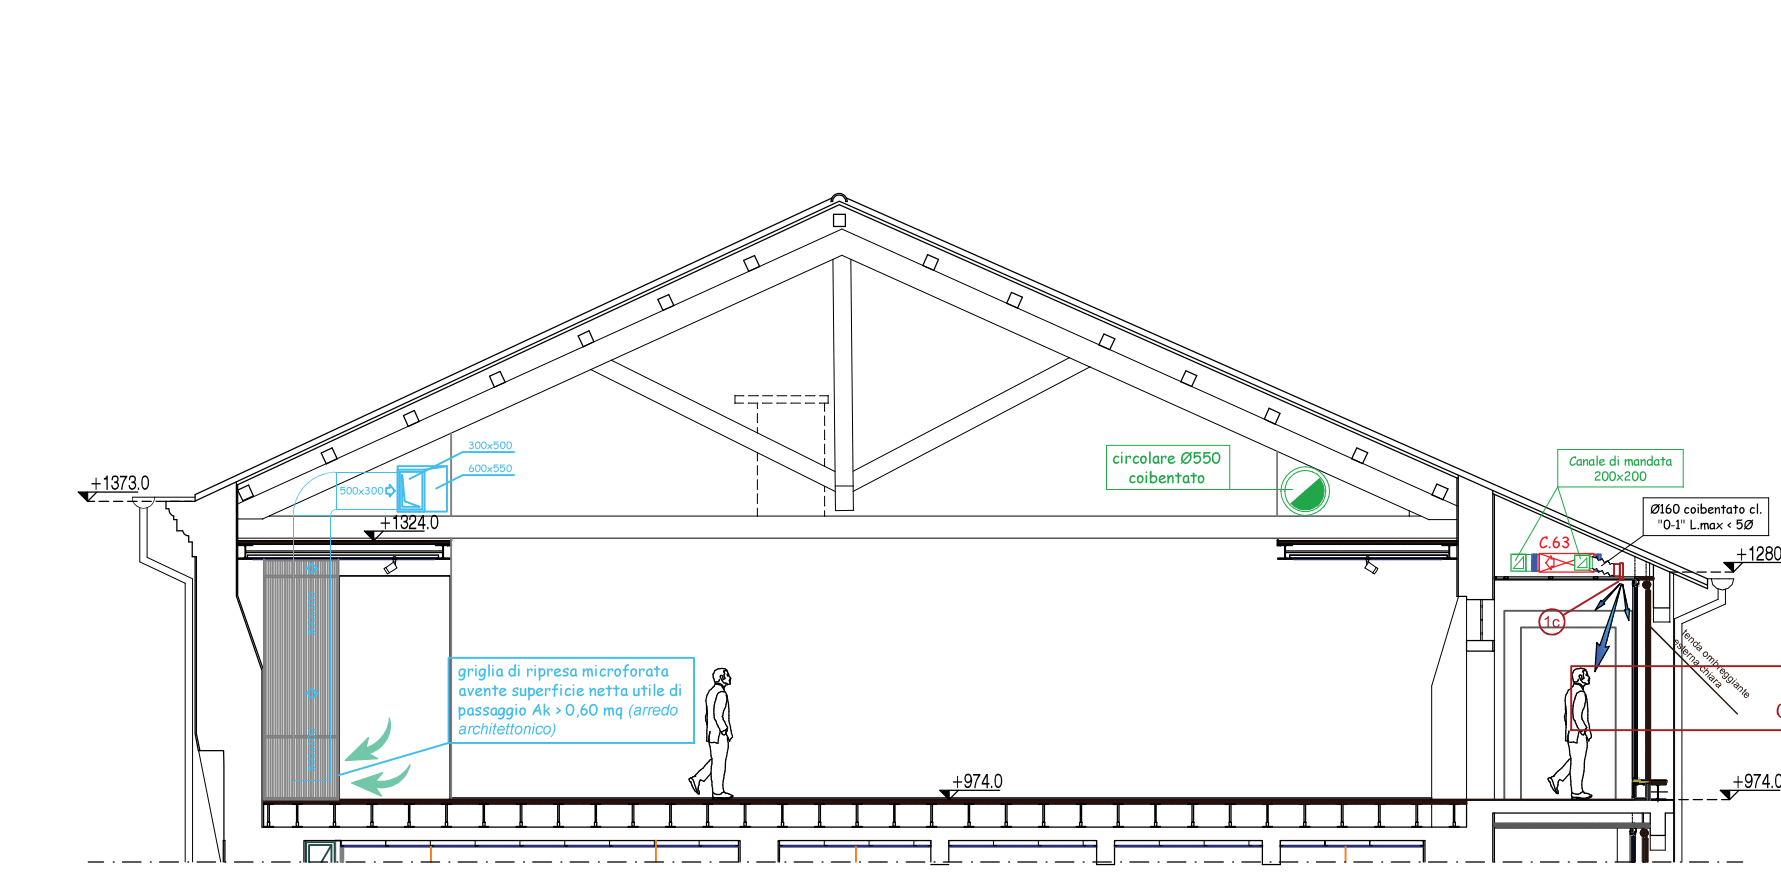 300x500
600x550
500x300
+1373.0
+1324.0
circolare Ø550
coibentato
Canale di mandata
200x200
Ø160 coibentato cl.
"0-1" L.max < 5Ø
C.63
+1280
1c
tenda ombreggiante
esterna chiara
griglia di ripresa microforata
avente superficie netta utile di
passaggio Ak > 0,60 mq (arredo
architettonico)
+974.0
+974.0